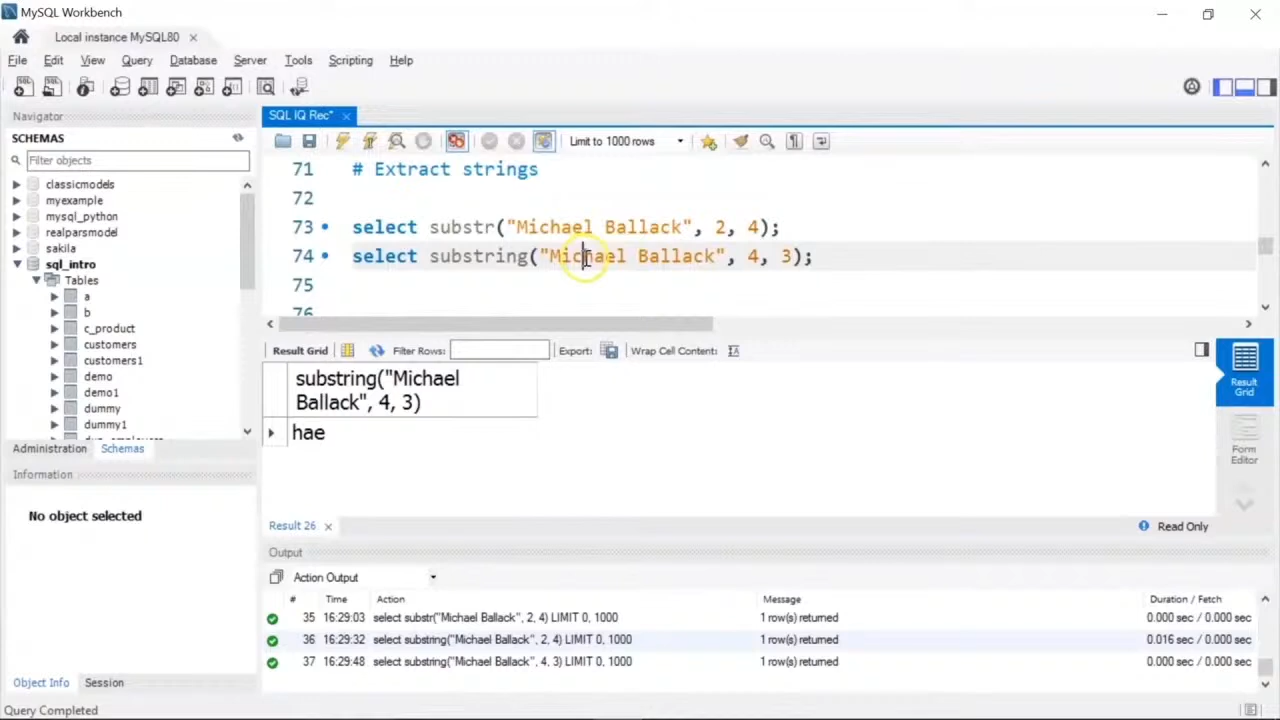 MySQL Workbench
Local instance MySQL80
File Edit View Query Database Server Tools Scripting Help
Navigator
SCHEMAS
Filter objects
classicmodels
myexample
mysql_python
realparsmodel
sakila
sql_intro
Tables
a
b
c_product
customers
customers1
demo
demo1
dummy
dummy1
Administration Schemas
Information
No object selected
Object Info Session
Query Completed
SQL IQ Rec*
Limit to 1000 rows
71 # Extract strings
72
73 select substr("Michael Ballack", 2, 4);
74 select substring("Michael Ballack", 4, 3);
75
76
Result Grid Filter Rows: Export: Wrap Cell Content:
substring("Michael
Ballack", 4, 3)
hae
Result Grid
Form Editor
Result 26
Read Only
Output
Action Output
# Time Action Message Duration / Fetch
35 16:29:03 select substr("Michael Ballack", 2, 4) LIMIT 0, 1000 1 row(s) returned 0.000 sec / 0.000 sec
36 16:29:32 select substring("Michael Ballack", 2, 4) LIMIT 0, 1000 1 row(s) returned 0.016 sec / 0.000 sec
37 16:29:48 select substring("Michael Ballack", 4, 3) LIMIT 0, 1000 1 row(s) returned 0.000 sec / 0.000 sec